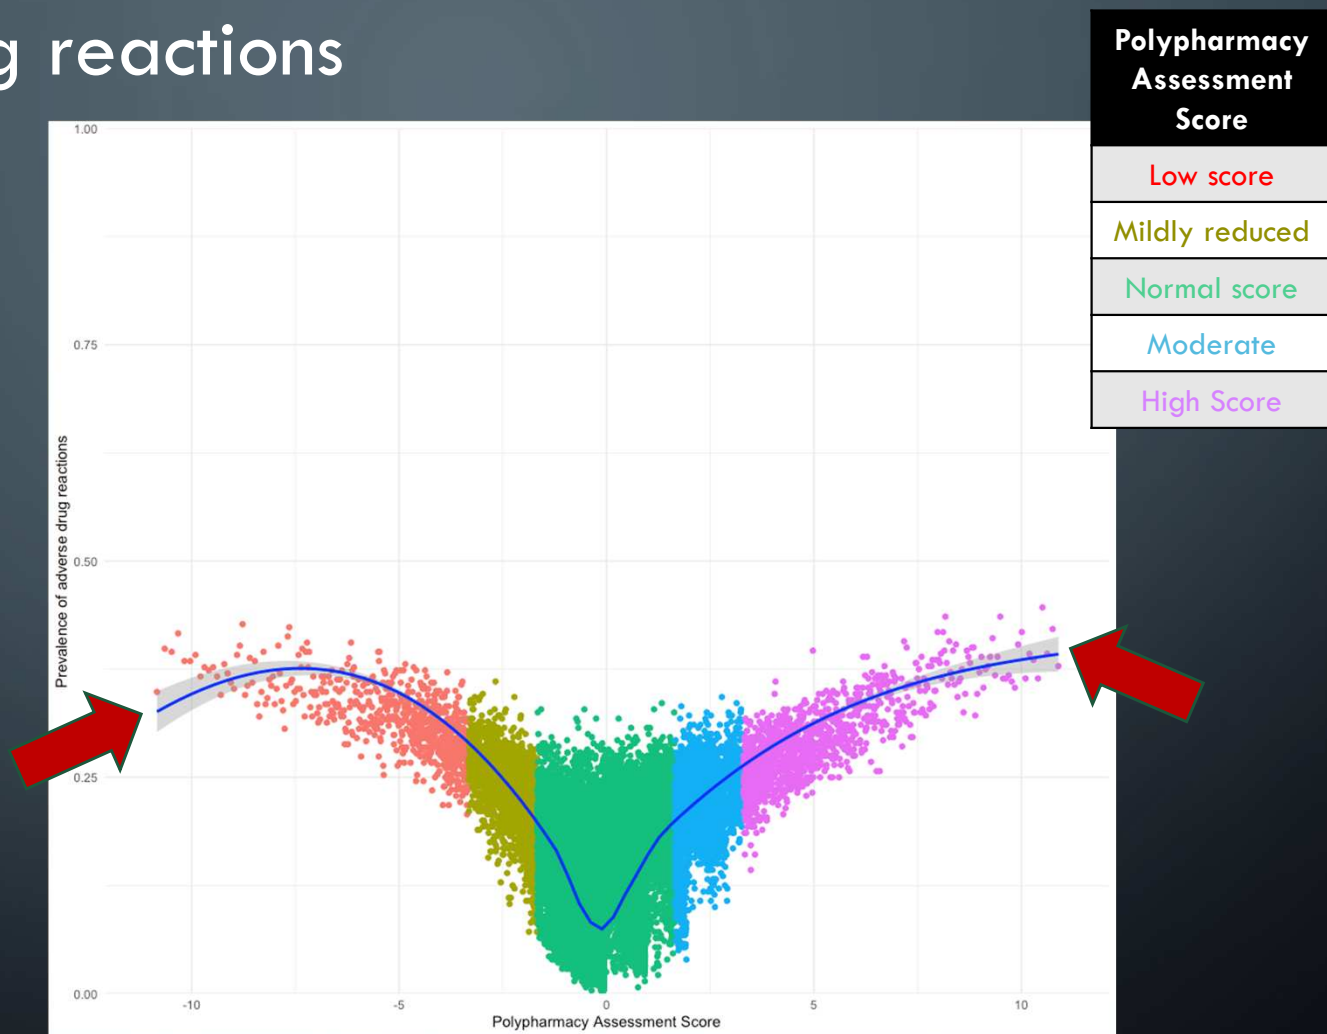 g reactions
Polypharmacy
Assessment
Score
Low score
Mildly reduced
Normal score
Moderate
High Score
1.00
0.75
0.50
0.25
0.00
Prevalence of adverse drug reactions
-10
-5
0
5
10
Polypharmacy Assessment Score